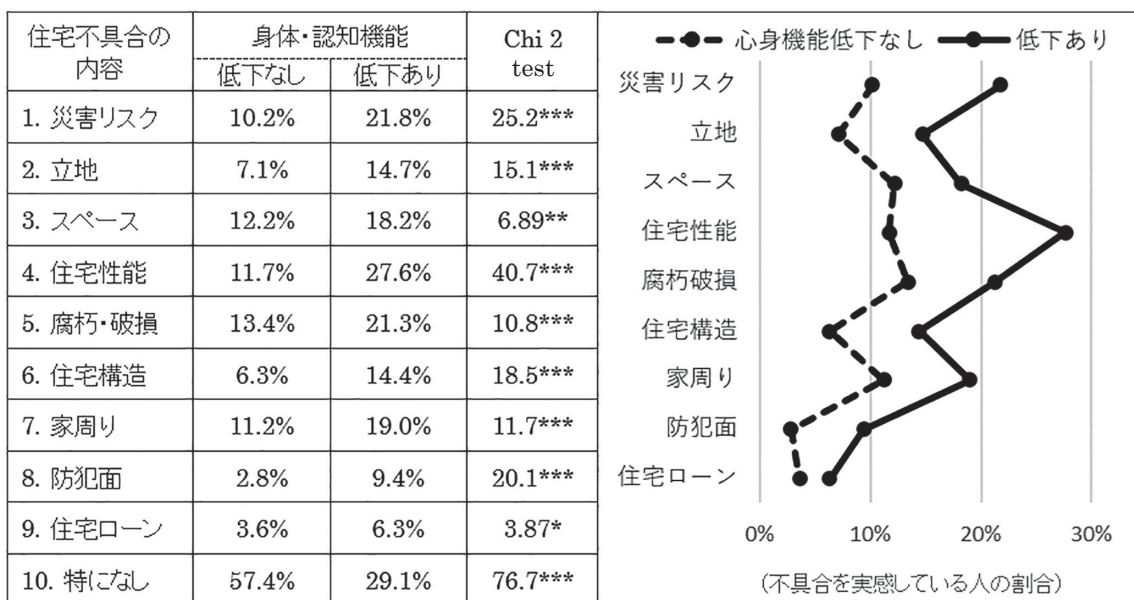 住宅不具合の内容 身体・認知機能 Chi 2 test
低下なし 低下あり
1. 災害リスク 10.2% 21.8% 25.2***
2. 立地 7.1% 14.7% 15.1***
3. スペース 12.2% 18.2% 6.89**
4. 住宅性能 11.7% 27.6% 40.7***
5. 腐朽・破損 13.4% 21.3% 10.8***
6. 住宅構造 6.3% 14.4% 18.5***
7. 家周り 11.2% 19.0% 11.7***
8. 防犯面 2.8% 9.4% 20.1***
9. 住宅ローン 3.6% 6.3% 3.87*
10. 特になし 57.4% 29.1% 76.7***
心身機能低下なし 低下あり
災害リスク
立地
スペース
住宅性能
腐朽破損
住宅構造
家周り
防犯面
住宅ローン
0% 10% 20% 30%
(不具合を実感している人の割合)